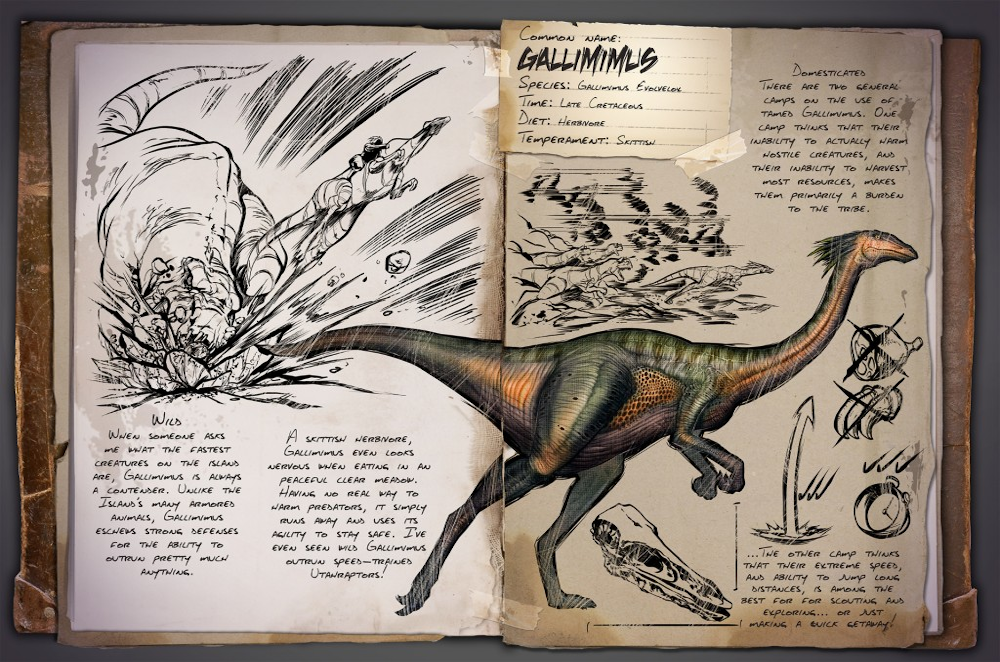 Common name:
Gallimimus
Species: Gallimimus Evolvelox
Time: Late Cretaceous
Diet: Herbivore
Temperament: Skittish
Wild
When someone asks
me what the fastest
creatures on the island
are, Gallimimus is always
a contender. Unlike the
Island's many armored
animals, Gallimimus
eschews strong defenses
for the ability to
outrun pretty much
anything.
A skittish herbivore,
Gallimimus even looks
nervous when eating in an
peaceful clear meadow.
Having no real way to
harm predators, it simply
runs away and uses its
agility to stay safe. I've
even seen wild Gallimimus
outrun speed-trained
Utahraptors!
Domesticated
There are two general
camps on the use of
tamed Gallimimus. One
camp thinks that their
inability to actually harm
hostile creatures, and
their inability to harvest
most resources, makes
them primarily a burden
to the tribe.
...The other camp thinks
that their extreme speed,
and ability to jump long
distances, is among the
best for for scouting and
exploring... or just
making a quick getaway!